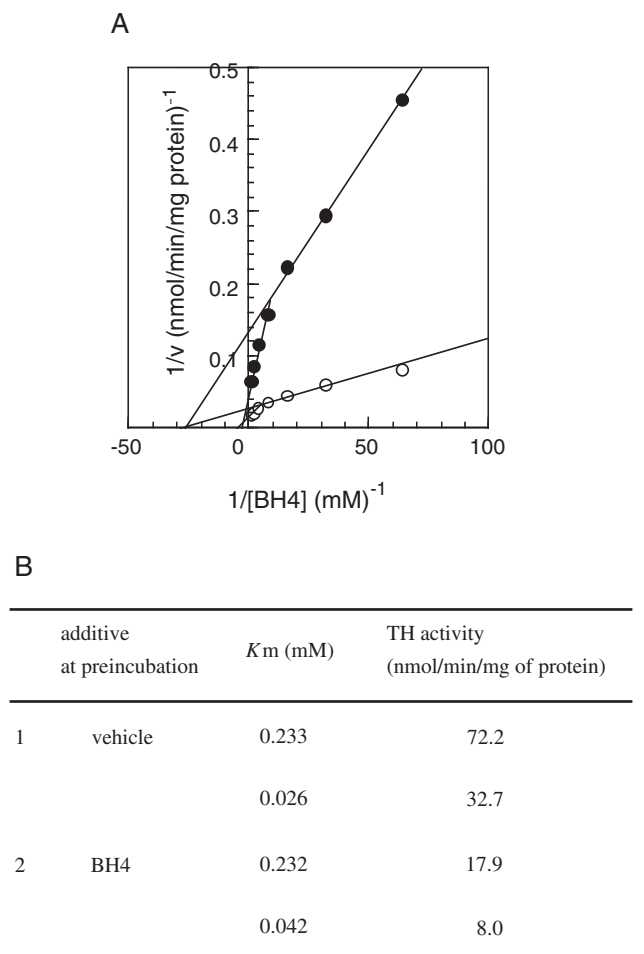 A
0.5
0.4
0.3
0.2
0.1
1/v (nmol/min/mg protein)-1
-50
0
50
100
1/[BH4] (mM)-1
B
additive
at preincubation
Km (mM)
TH activity
(nmol/min/mg of protein)
1 vehicle 0.233 72.2
0.026 32.7
2 BH4 0.232 17.9
0.042 8.0